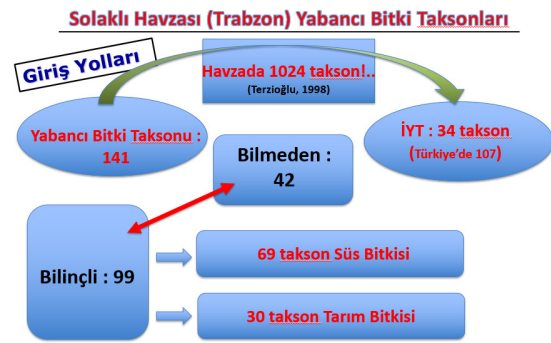 Solaklı Havzası (Trabzon) Yabancı Bitki Taksonları
Giriş Yolları
Havzada 1024 takson!..
(Terzioğlu, 1998)
Yabancı Bitki Taksonu :
141
İYT : 34 takson
(Türkiye’de 107)
Bilmeden :
42
Bilinçli : 99
69 takson Süs Bitkisi
30 takson Tarım Bitkisi